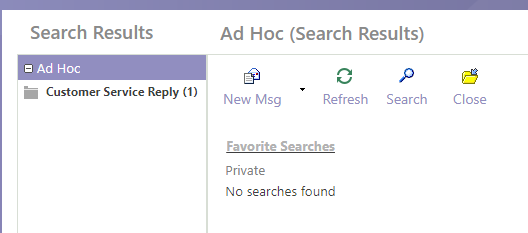 Search Results
Ad Hoc
Customer Service Reply (1)
Ad Hoc (Search Results)
New Msg Refresh Search Close
Favorite Searches
Private
No searches found